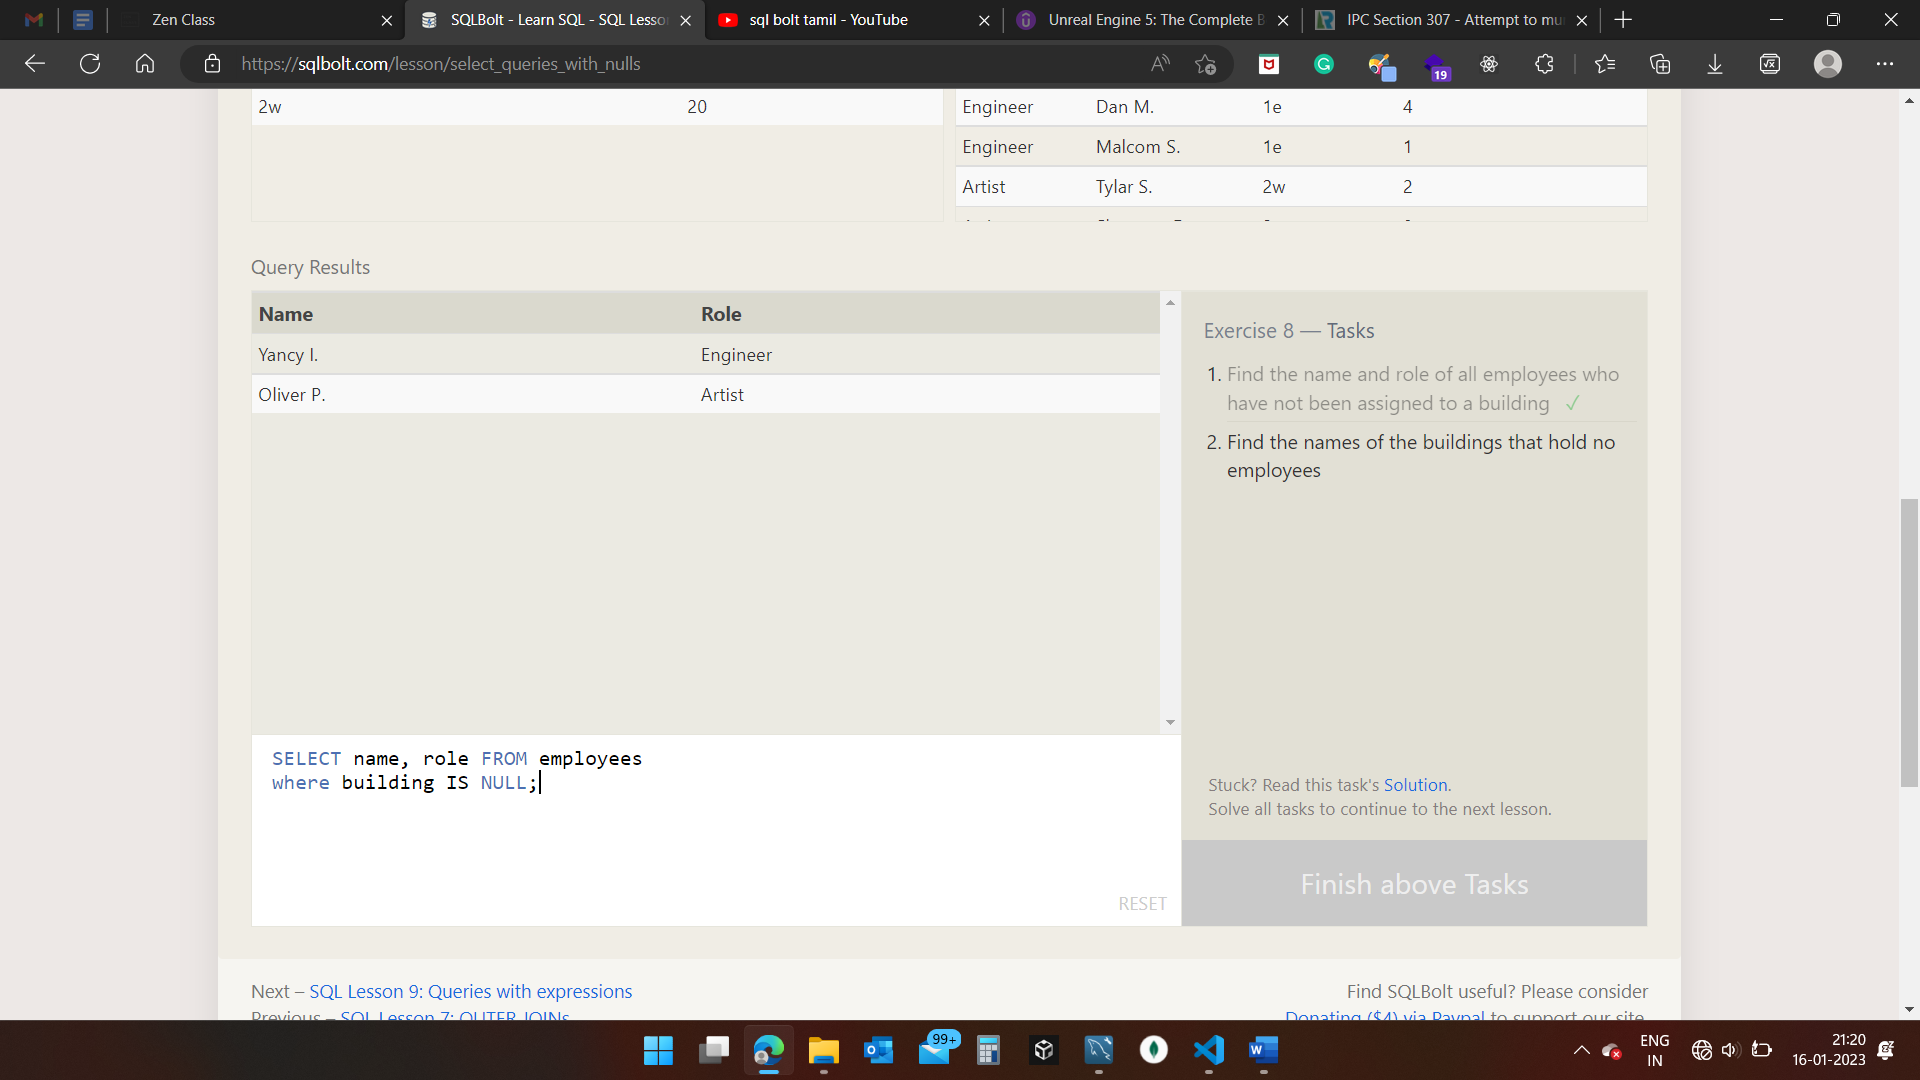 Zen Class
SQLBolt - Learn SQL - SQL Lesso
sql bolt tamil - YouTube
Unreal Engine 5: The Complete B
IPC Section 307 - Attempt to mu
https://sqlbolt.com/lesson/select_queries_with_nulls
19
2w 20
Engineer Dan M. 1e 4
Engineer Malcom S. 1e 1
Artist Tylar S. 2w 2
Query Results
Name Role
Yancy I. Engineer
Oliver P. Artist
Exercise 8 — Tasks
1. Find the name and role of all employees who
have not been assigned to a building ✓
2. Find the names of the buildings that hold no
employees
SELECT name, role FROM employees
where building IS NULL;
Stuck? Read this task's Solution.
Solve all tasks to continue to the next lesson.
RESET
Finish above Tasks
Next – SQL Lesson 9: Queries with expressions
Previous – SQL Lesson 7: OUTER JOINs
Find SQLBolt useful? Please consider
Donating ($4) via Paypal to support our site.
99+
ENG
IN
21:20
16-01-2023